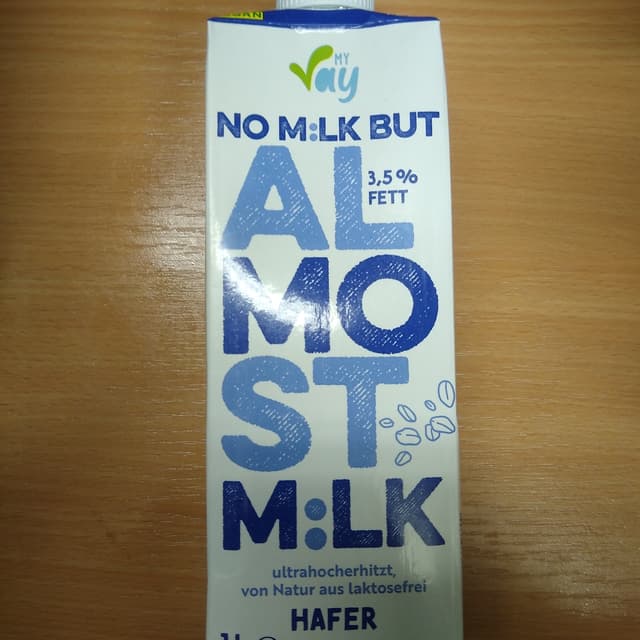 MY
Vay
NO M:LK BUT
AL
3,5%
FETT
MO
ST
M:LK
ultrahocherhitzt,
von Natur aus laktosefrei
HAFER